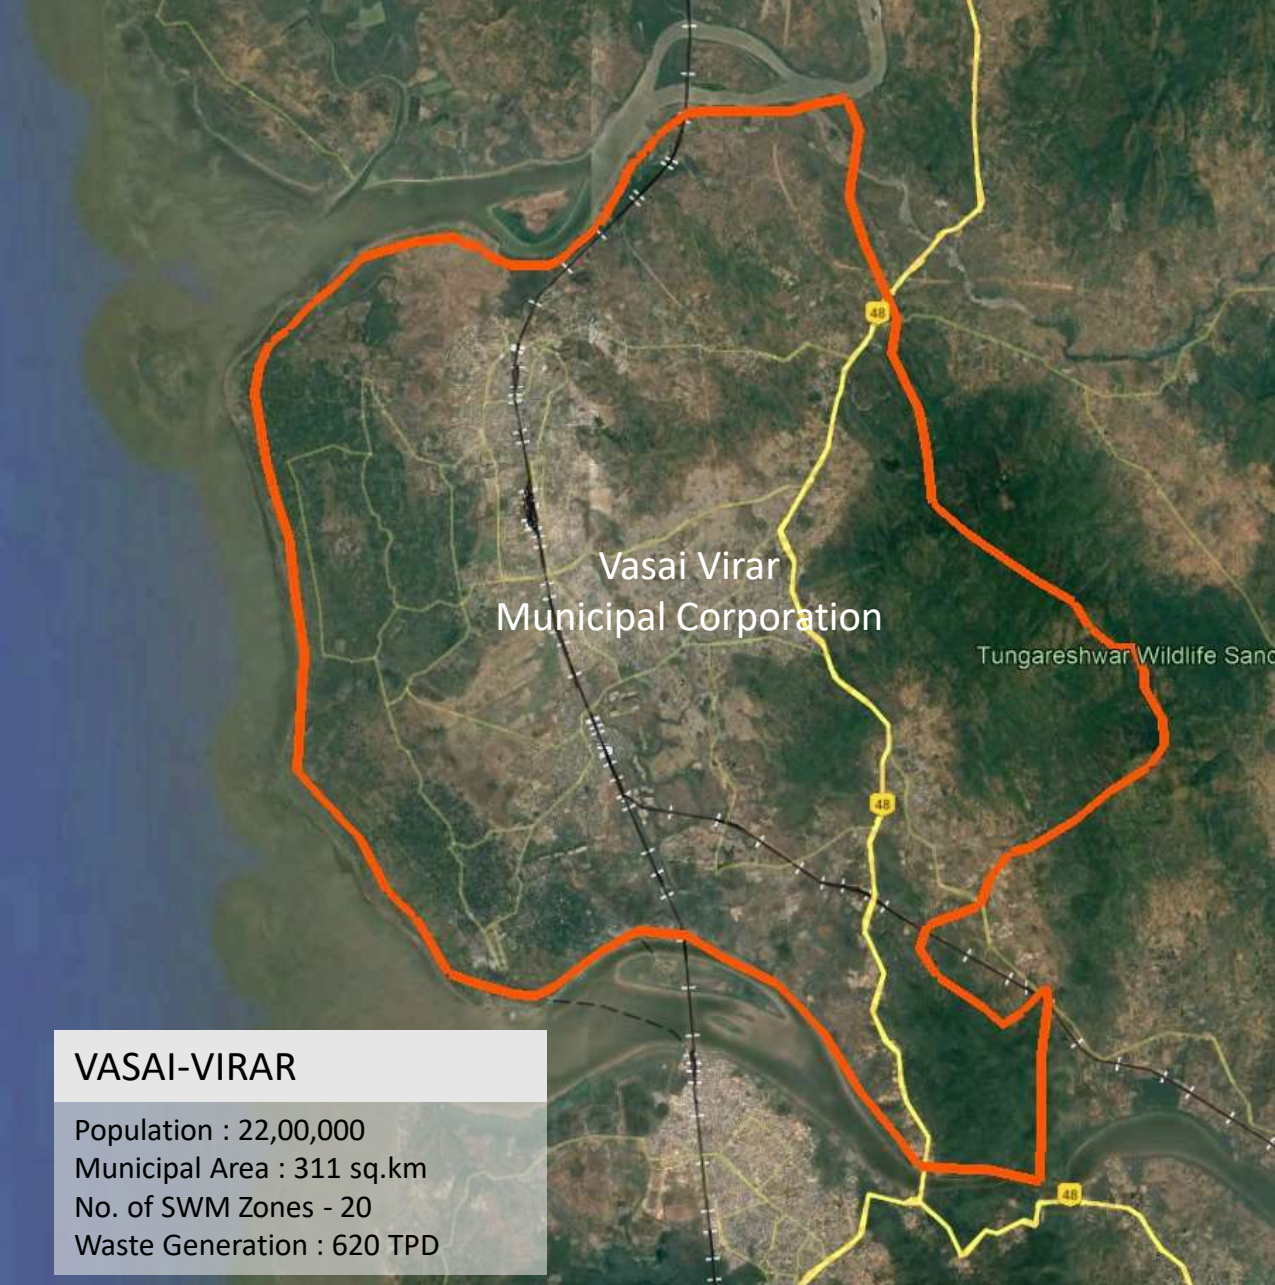 48
Vasai Virar
Municipal Corporation
Tungareshwar Wildlife Sanc
48
48
VASAI-VIRAR
Population : 22,00,000
Municipal Area : 311 sq.km
No. of SWM Zones - 20
Waste Generation : 620 TPD